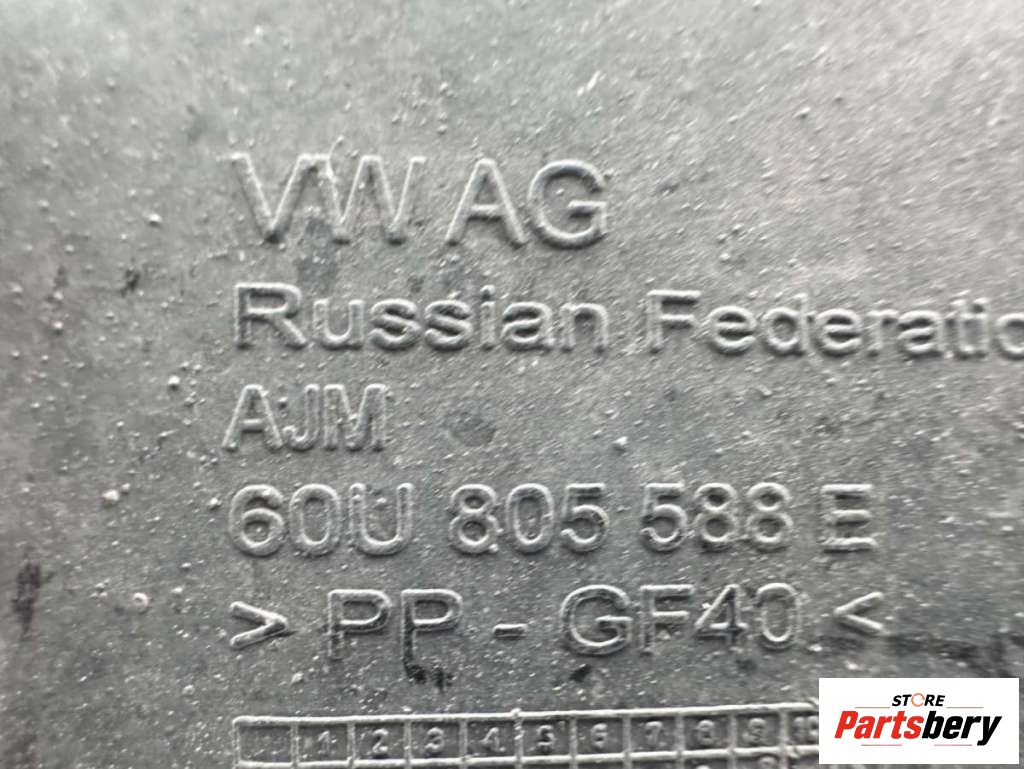 VW AG
Russian Federatio
AJM
60U 805 588 E
> PP - GF40 <
1 2 3 4 5 6 7 8 9 10
STORE
Partsbery